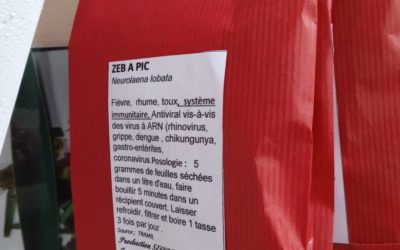 ZEB A PIC
Neurolaena lobata
Fièvre, rhume, toux, système
immunitaire, Antiviral vis-à-vis
des virus à ARN (rhinovirus,
grippe, dengue , chikungunya,
gastro-entérites,
coronavirus.Posologie : 5
grammes de feuilles séchées
dans un litre d'eau, faire
bouillir 5 minutes dans un
récipient couvert. Laisser
refroidir, filtrer et boire 1 tasse
3 fois par jour .
Source ; TRAMIL
Production